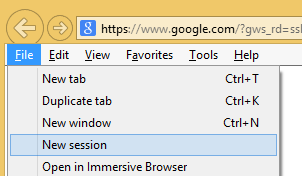 https://www.google.com/?gws_rd=ssl
File Edit View Favorites Tools Help
New tab Ctrl+T
Duplicate tab Ctrl+K
New window Ctrl+N
New session
Open in Immersive Browser